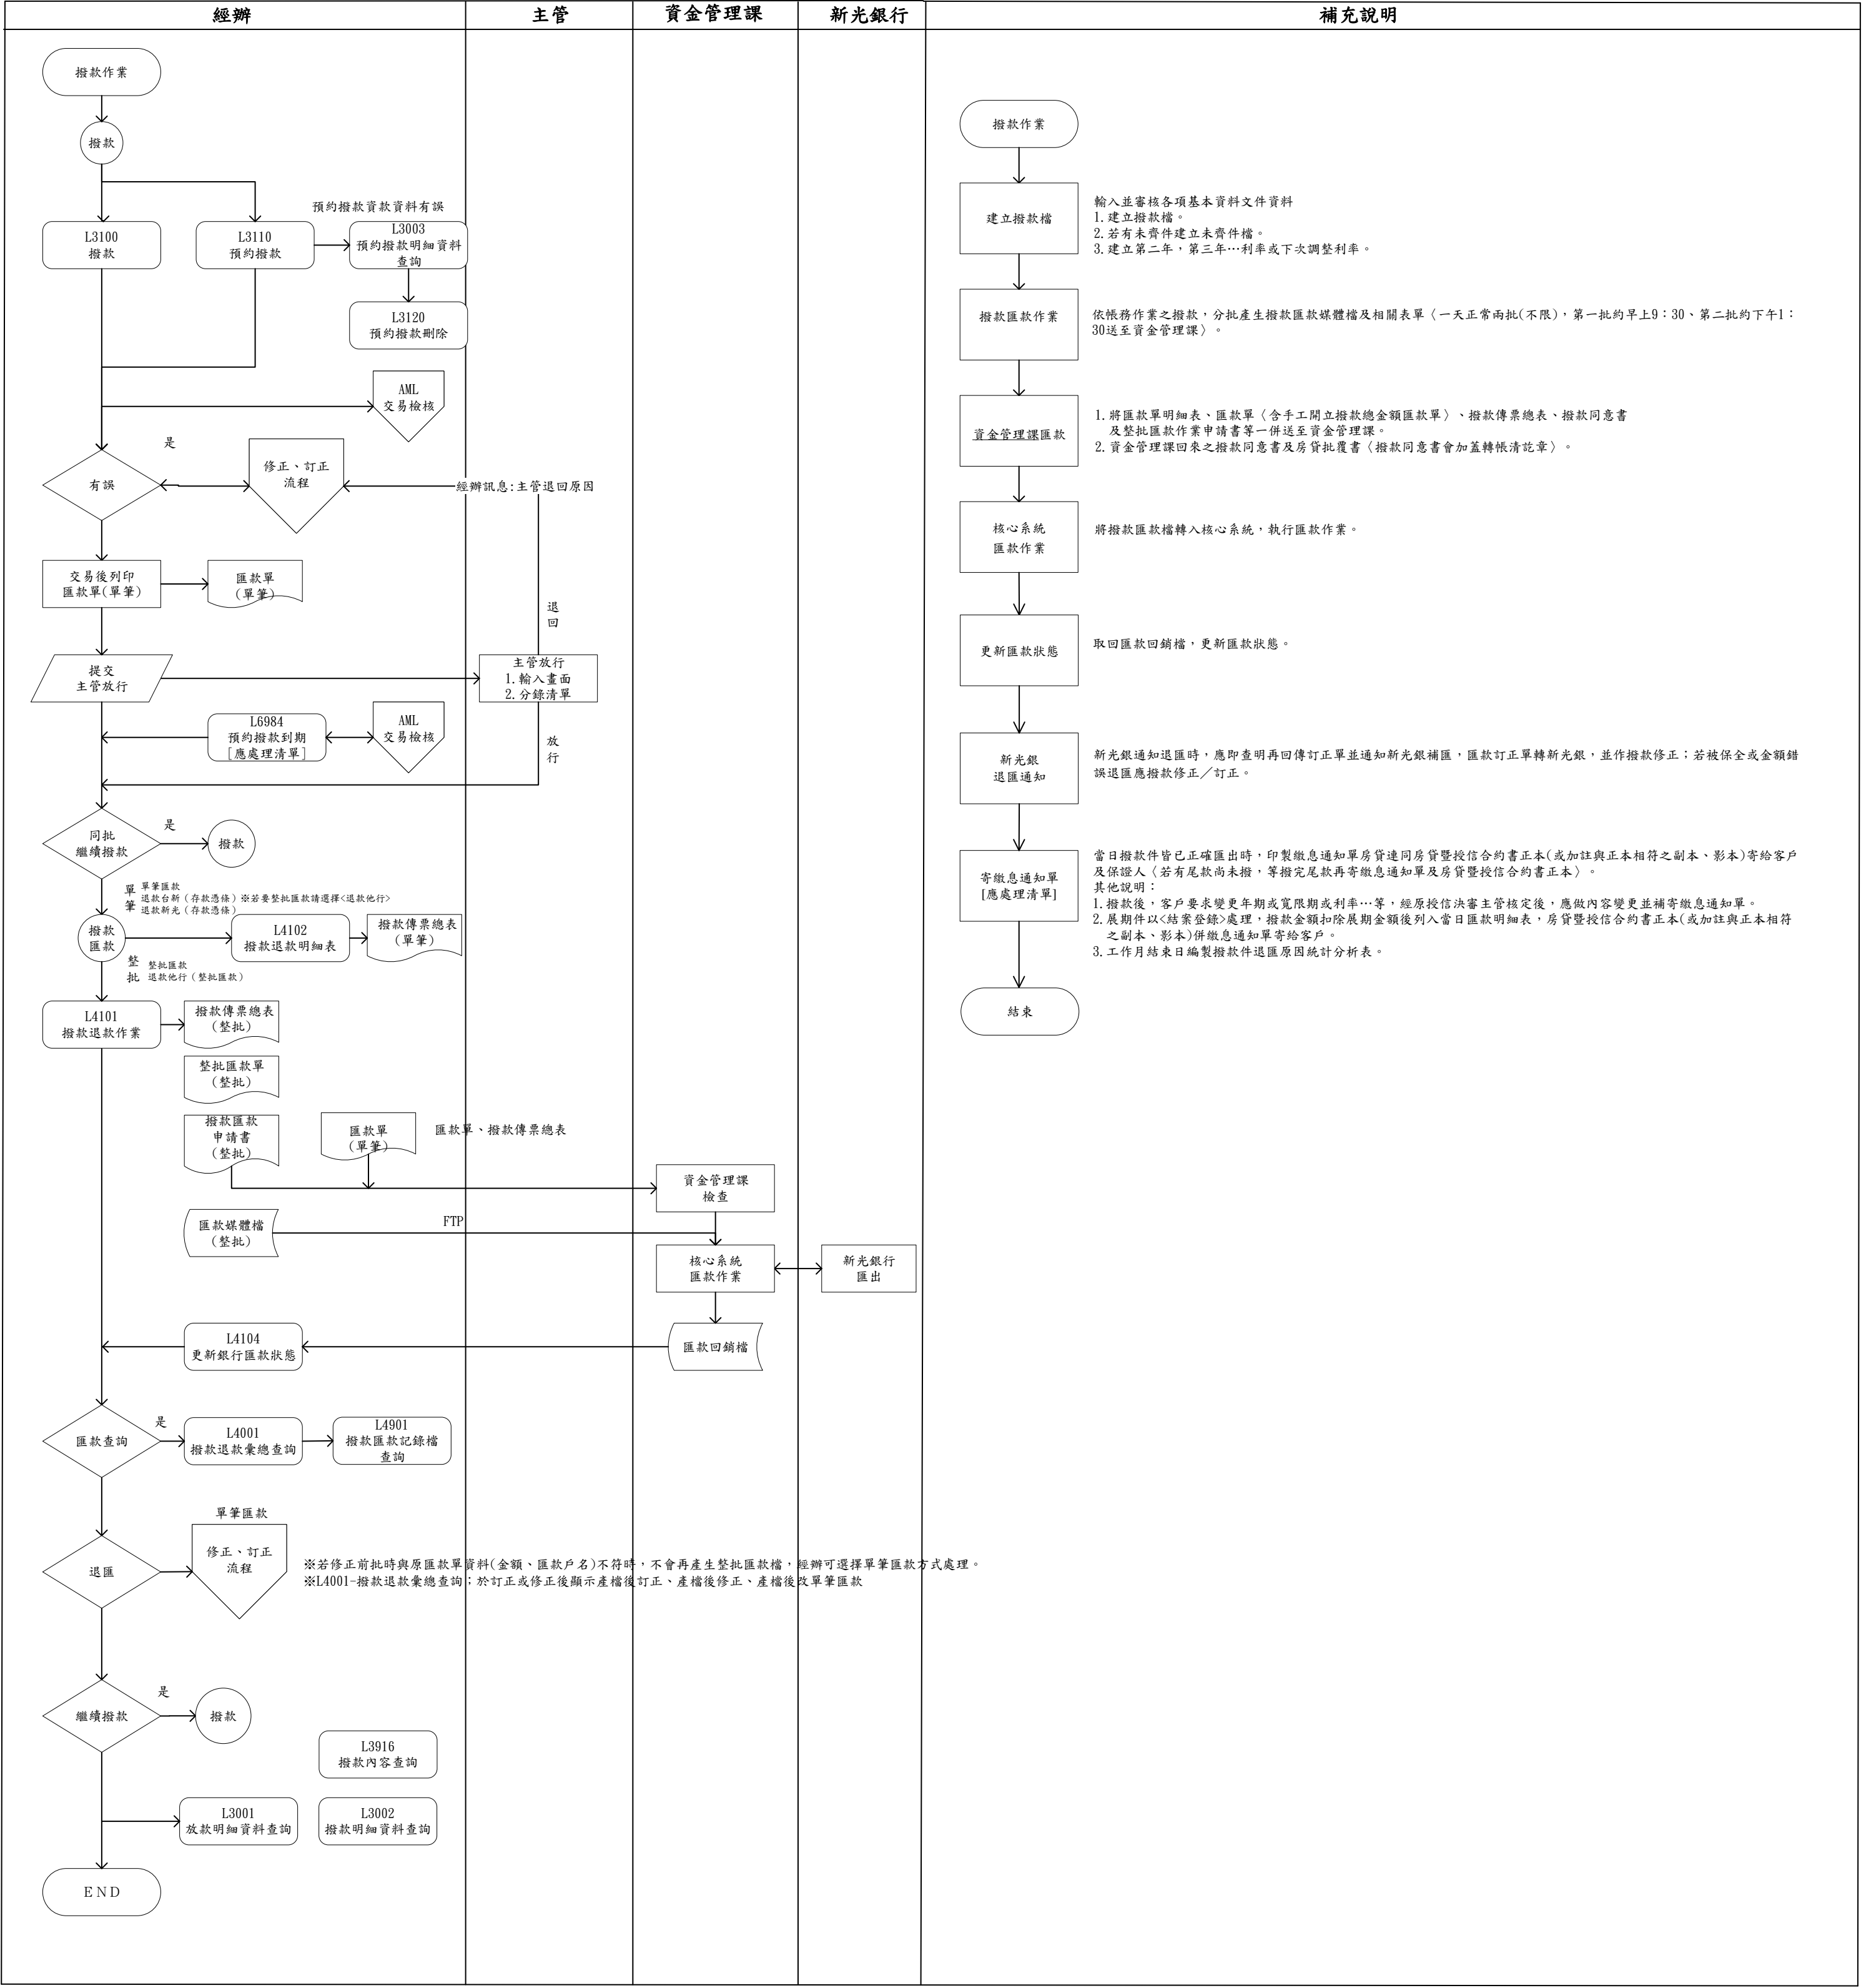 經辦
主管
資金管理課
新光銀行
補充說明
撥款作業
撥款
預約撥款資款資料有誤
L3100
撥款
L3110
預約撥款
L3003
預約撥款明細資料
查詢
L3120
預約撥款刪除
AML
交易檢核
是
有誤
修正、訂正
流程
經辦訊息:主管退回原因
交易後列印
匯款單(單筆)
匯款單
(單筆)
退
回
提交
主管放行
主管放行
1.輸入畫面
2.分錄清單
L6984
預約撥款到期
[應處理清單]
AML
交易檢核
放
行
同批
繼續撥款
是
撥款
單
筆
單筆匯款
退款台新（存款憑條）※若要整批匯款請選擇<退款他行>
退款新光（存款憑條）
撥款
匯款
L4102
撥款退款明細表
撥款傳票總表
(單筆)
整
批
整批匯款
退款他行（整批匯款）
L4101
撥款退款作業
撥款傳票總表
(整批)
整批匯款單
(整批)
撥款匯款
申請書
(整批)
匯款單
(單筆)
匯款單、撥款傳票總表
資金管理課
檢查
匯款媒體檔
(整批)
FTP
核心系統
匯款作業
新光銀行
匯出
L4104
更新銀行匯款狀態
匯款回銷檔
匯款查詢
是
L4001
撥款退款彙總查詢
L4901
撥款匯款記錄檔
查詢
單筆匯款
退匯
修正、訂正
流程
※若修正前批時與原匯款單資料(金額、匯款戶名)不符時，不會再產生整批匯款檔，經辦可選擇單筆匯款方式處理。
※L4001-撥款退款彙總查詢；於訂正或修正後顯示產檔後訂正、產檔後修正、產檔後改單筆匯款
繼續撥款
是
撥款
L3916
撥款內容查詢
L3001
放款明細資料查詢
L3002
撥款明細資料查詢
ＥＮＤ
撥款作業
建立撥款檔
輸入並審核各項基本資料文件資料
1.建立撥款檔。
2.若有未齊件建立未齊件檔。
3.建立第二年，第三年…利率或下次調整利率。
撥款匯款作業
依帳務作業之撥款，分批產生撥款匯款媒體檔及相關表單〈一天正常兩批(不限)，第一批約早上9：30、第二批約下午1：
30送至資金管理課〉。
資金管理課匯款
1.將匯款單明細表、匯款單〈含手工開立撥款總金額匯款單〉、撥款傳票總表、撥款同意書
及整批匯款作業申請書等一併送至資金管理課。
2.資金管理課回來之撥款同意書及房貸批覆書〈撥款同意書會加蓋轉帳清訖章〉。
核心系統
匯款作業
將撥款匯款檔轉入核心系統，執行匯款作業。
更新匯款狀態
取回匯款回銷檔，更新匯款狀態。
新光銀
退匯通知
新光銀通知退匯時，應即查明再回傳訂正單並通知新光銀補匯，匯款訂正單轉新光銀，並作撥款修正；若被保全或金額錯
誤退匯應撥款修正／訂正。
寄繳息通知單
[應處理清單]
當日撥款件皆已正確匯出時，印製繳息通知單房貸連同房貸暨授信合約書正本(或加註與正本相符之副本、影本)寄給客戶
及保證人〈若有尾款尚未撥，等撥完尾款再寄繳息通知單及房貸暨授信合約書正本〉。
其他說明：
1.撥款後，客戶要求變更年期或寬限期或利率…等，經原授信決審主管核定後，應做內容變更並補寄繳息通知單。
2.展期件以<結案登錄>處理，撥款金額扣除展期金額後列入當日匯款明細表，房貸暨授信合約書正本(或加註與正本相符
之副本、影本)併繳息通知單寄給客戶。
3.工作月結束日編製撥款件退匯原因統計分析表。
結束